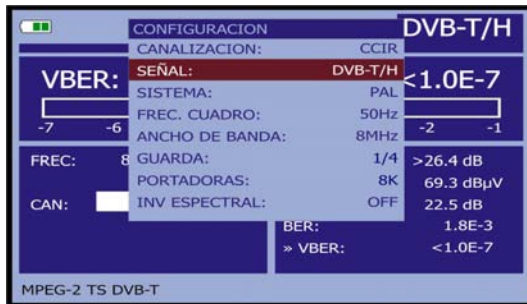 CONFIGURACION
DVB-T/H
CANALIZACION: CCIR
SEÑAL: DVB-T/H
SISTEMA: PAL
FREC. CUADRO: 50Hz
ANCHO DE BANDA: 8MHz
GUARDA: 1/4
PORTADORAS: 8K
INV ESPECTRAL: OFF
VBER: <1.0E-7
-7 -6 -2 -1
FREC: 8 >26.4 dB
69.3 dBµV
CAN: 22.5 dB
BER: 1.8E-3
» VBER: <1.0E-7
MPEG-2 TS DVB-T